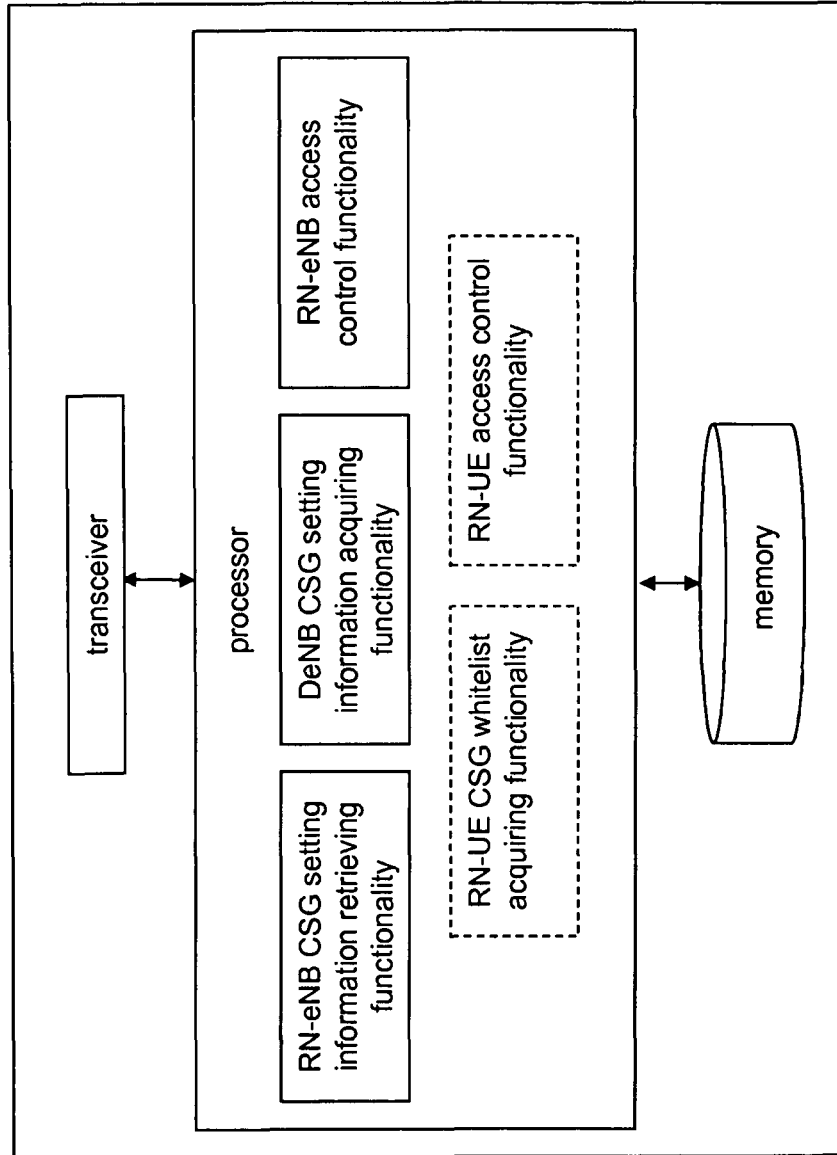 transceiver
processor
RN-eNB CSG setting
information retrieving
functionality
DeNB CSG setting
information acquiring
functionality
RN-eNB access
control functionality
RN-UE CSG whitelist
acquiring functionality
RN-UE access control
functionality
memory